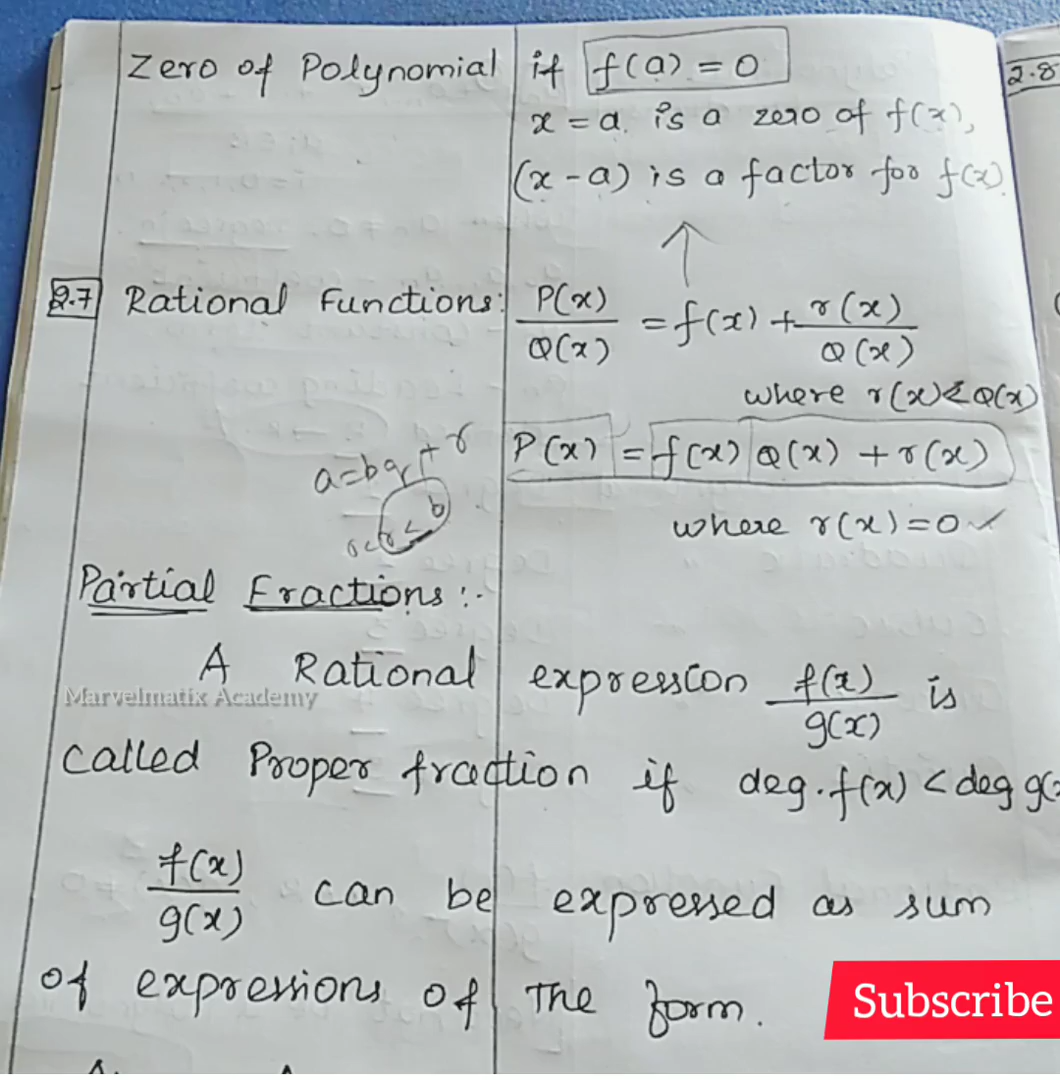 Zero of Polynomial if f(a) = 0
x = a. is a zero of f(x),
(x - a) is a factor for f(x)
2.8
↑
2.7 Rational Functions: P(x)/Q(x) = f(x) + r(x)/Q(x)
where r(x) < Q(x)
P(x) = f(x) Q(x) + r(x)
a = bq + r
where r(x) = 0
Partial Fractions :-
A Rational expression f(x)/g(x) is
Marvelmatix Academy
called Proper fraction if deg. f(x) < deg g(
f(x)/g(x) can be expressed as sum
of expressions of The form.
Subscribe